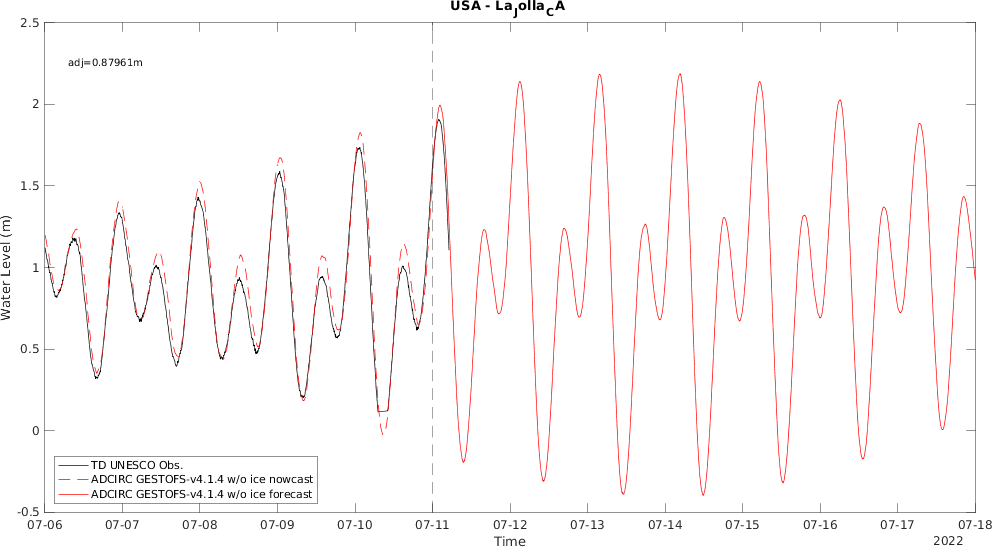 USA - LaJollaCA
adj=0.87961m
2.5
2
1.5
1
0.5
0
-0.5
Water Level (m)
TD UNESCO Obs.
ADCIRC GESTOFS-v4.1.4 w/o ice nowcast
ADCIRC GESTOFS-v4.1.4 w/o ice forecast
07-06 07-07 07-08 07-09 07-10 07-11 07-12 07-13 07-14 07-15 07-16 07-17 07-18
Time
2022